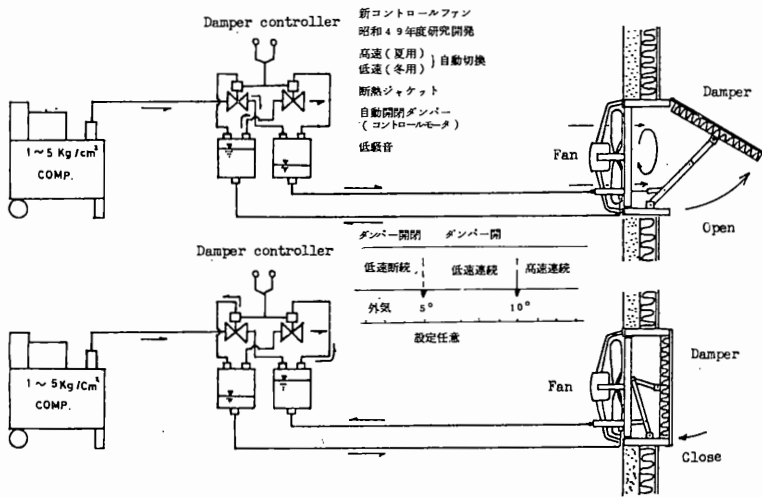 Damper controller
新コントロールファン
昭和49年度研究開発
高速(夏用)
低速(冬用)
}自動切換
断熱ジャケット
自動開閉ダンパー
(コントロールモータ)
低騒音
1~5 Kg/cm²
COMP.
Fan
Damper
Open
Damper controller
ダンパー開閉 ダンパー開
低速断続 低速連続 高速連続
外気 5° 10°
設定任意
1~5 Kg/Cm²
COMP.
Fan
Damper
Close